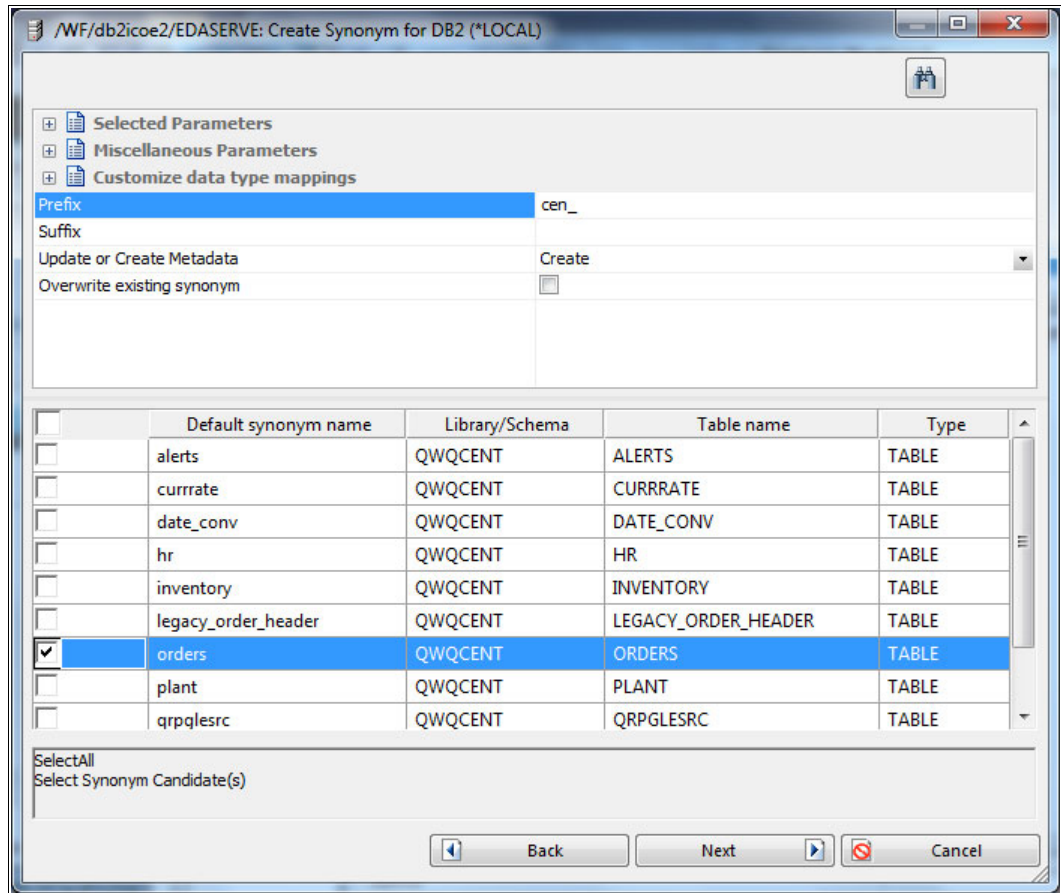 /WF/db2icoe2/EDASERVE: Create Synonym for DB2 (*LOCAL)
Selected Parameters
Miscellaneous Parameters
Customize data type mappings
Prefix cen_
Suffix
Update or Create Metadata Create
Overwrite existing synonym
Default synonym name Library/Schema Table name Type
alerts QWQCENT ALERTS TABLE
currrate QWQCENT CURRRATE TABLE
date_conv QWQCENT DATE_CONV TABLE
hr QWQCENT HR TABLE
inventory QWQCENT INVENTORY TABLE
legacy_order_header QWQCENT LEGACY_ORDER_HEADER TABLE
orders QWQCENT ORDERS TABLE
plant QWQCENT PLANT TABLE
qrpglesrc QWQCENT QRPGLESRC TABLE
SelectAll
Select Synonym Candidate(s)
Back Next Cancel